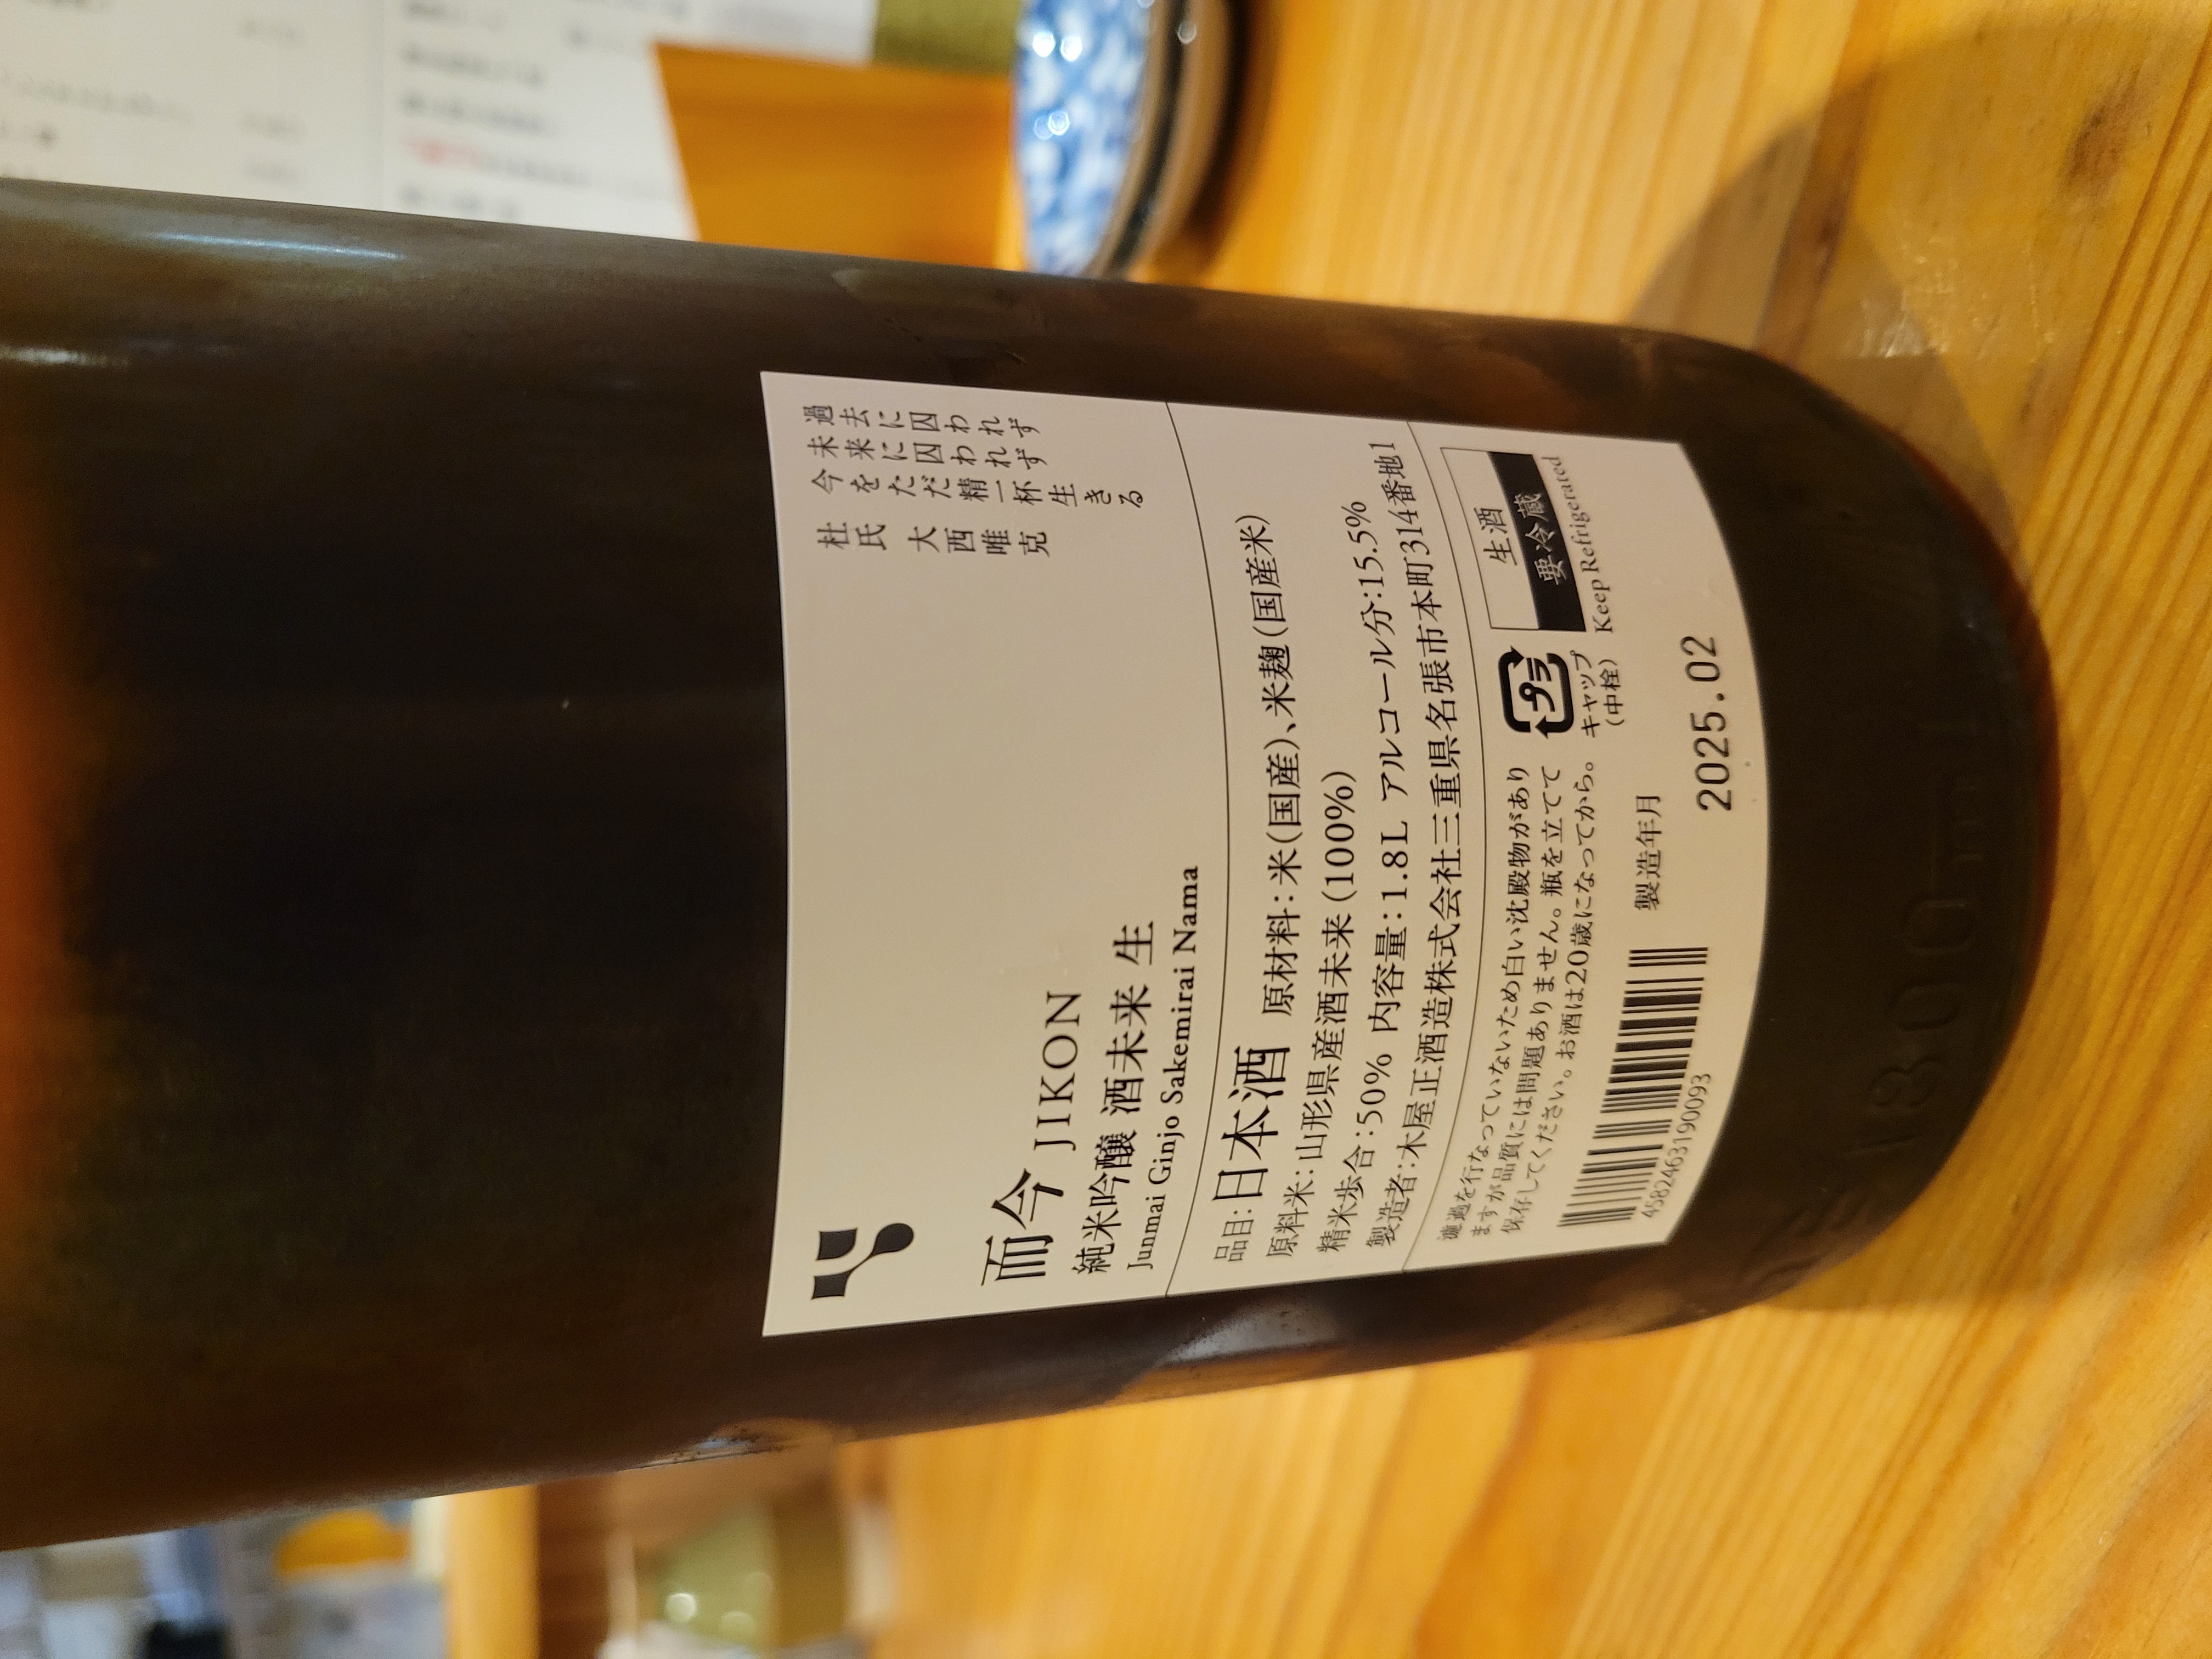 過去に囚われず
未来に囚われず
今をただ精一杯生きる
杜氏 大西唯克
而今 JIKON
純米吟醸 酒未来 生
Junmai Ginjo Sakemirai Nama
品目:日本酒 原材料:米(国産)、米麹(国産米)
原料米:山形県産酒未来(100%)
精米歩合:50% 内容量:1.8L アルコール分:15.5%
製造者:木屋正酒造株式会社三重県名張市本町314番地1
濾過を行なっていないため白い沈殿物があり
ますが品質には問題ありません。瓶を立てて
保存してください。お酒は20歳になってから。
プラ
キャップ
(中栓)
生酒
要冷蔵
Keep Refrigerated
4582463190093
製造年月
2025.02